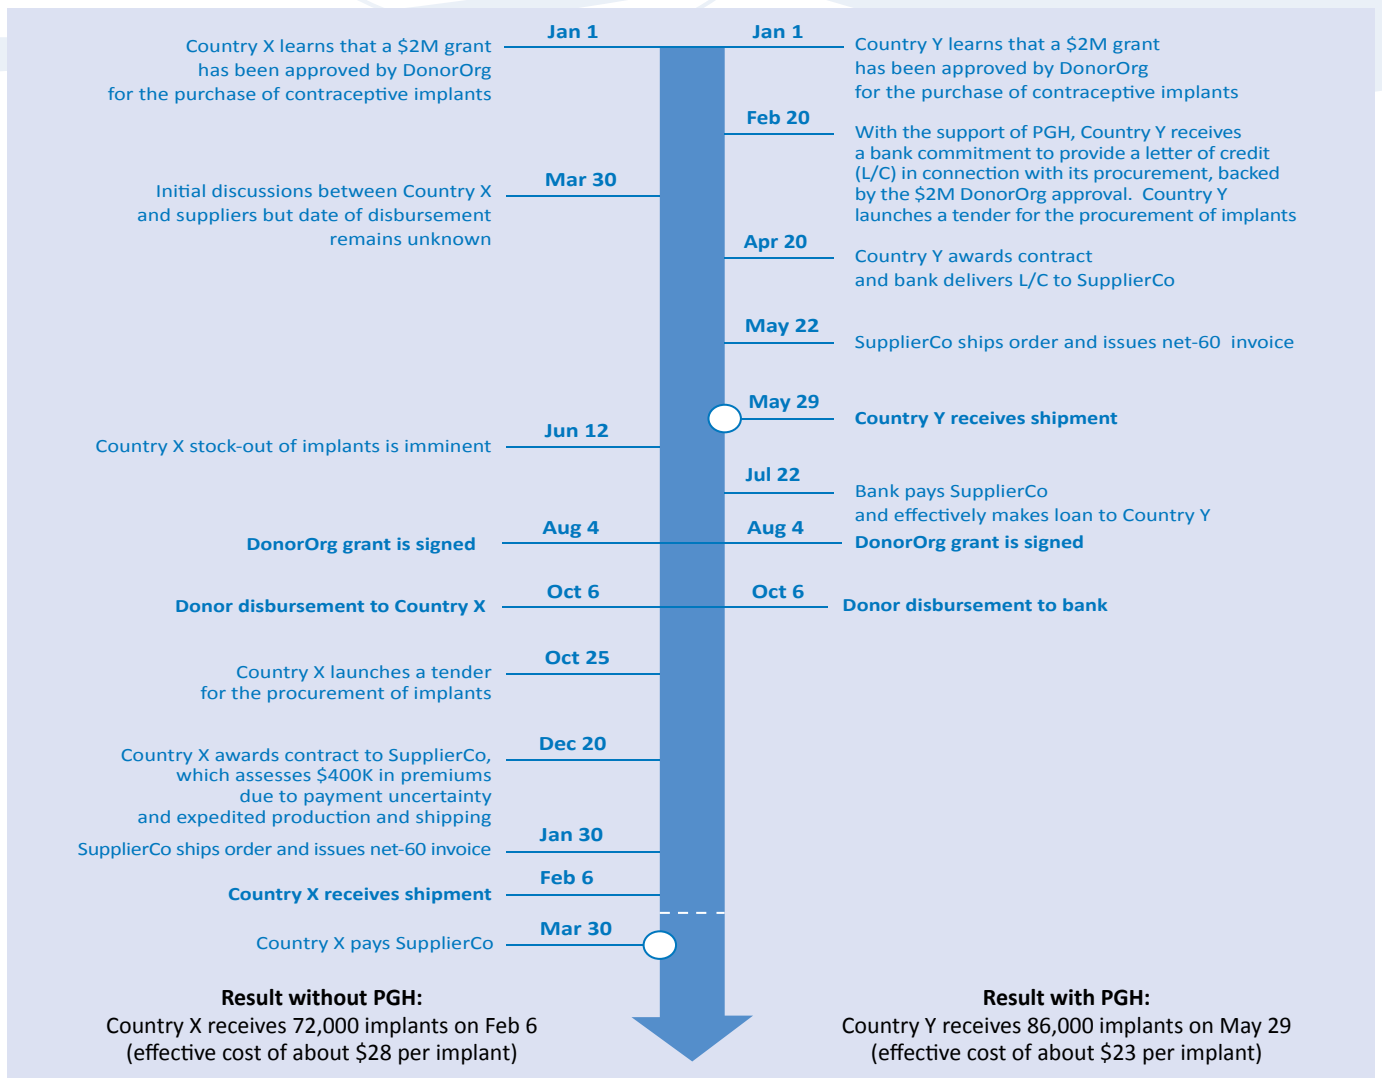 Jan 1
Country X learns that a $2M grant
has been approved by DonorOrg
for the purchase of contraceptive implants
Jan 1
Country Y learns that a $2M grant
has been approved by DonorOrg
for the purchase of contraceptive implants
Feb 20
With the support of PGH, Country Y receives
a bank commitment to provide a letter of credit
(L/C) in connection with its procurement, backed
by the $2M DonorOrg approval. Country Y
launches a tender for the procurement of implants
Mar 30
Initial discussions between Country X
and suppliers but date of disbursement
remains unknown
Apr 20
Country Y awards contract
and bank delivers L/C to SupplierCo
May 22
SupplierCo ships order and issues net-60 invoice
May 29
Country Y receives shipment
Jun 12
Country X stock-out of implants is imminent
Jul 22
Bank pays SupplierCo
and effectively makes loan to Country Y
Aug 4
DonorOrg grant is signed
Aug 4
DonorOrg grant is signed
Oct 6
Donor disbursement to Country X
Oct 6
Donor disbursement to bank
Oct 25
Country X launches a tender
for the procurement of implants
Dec 20
Country X awards contract to SupplierCo,
which assesses $400K in premiums
due to payment uncertainty
and expedited production and shipping
Jan 30
SupplierCo ships order and issues net-60 invoice
Feb 6
Country X receives shipment
Mar 30
Country X pays SupplierCo
Result without PGH:
Country X receives 72,000 implants on Feb 6
(effective cost of about $28 per implant)
Result with PGH:
Country Y receives 86,000 implants on May 29
(effective cost of about $23 per implant)